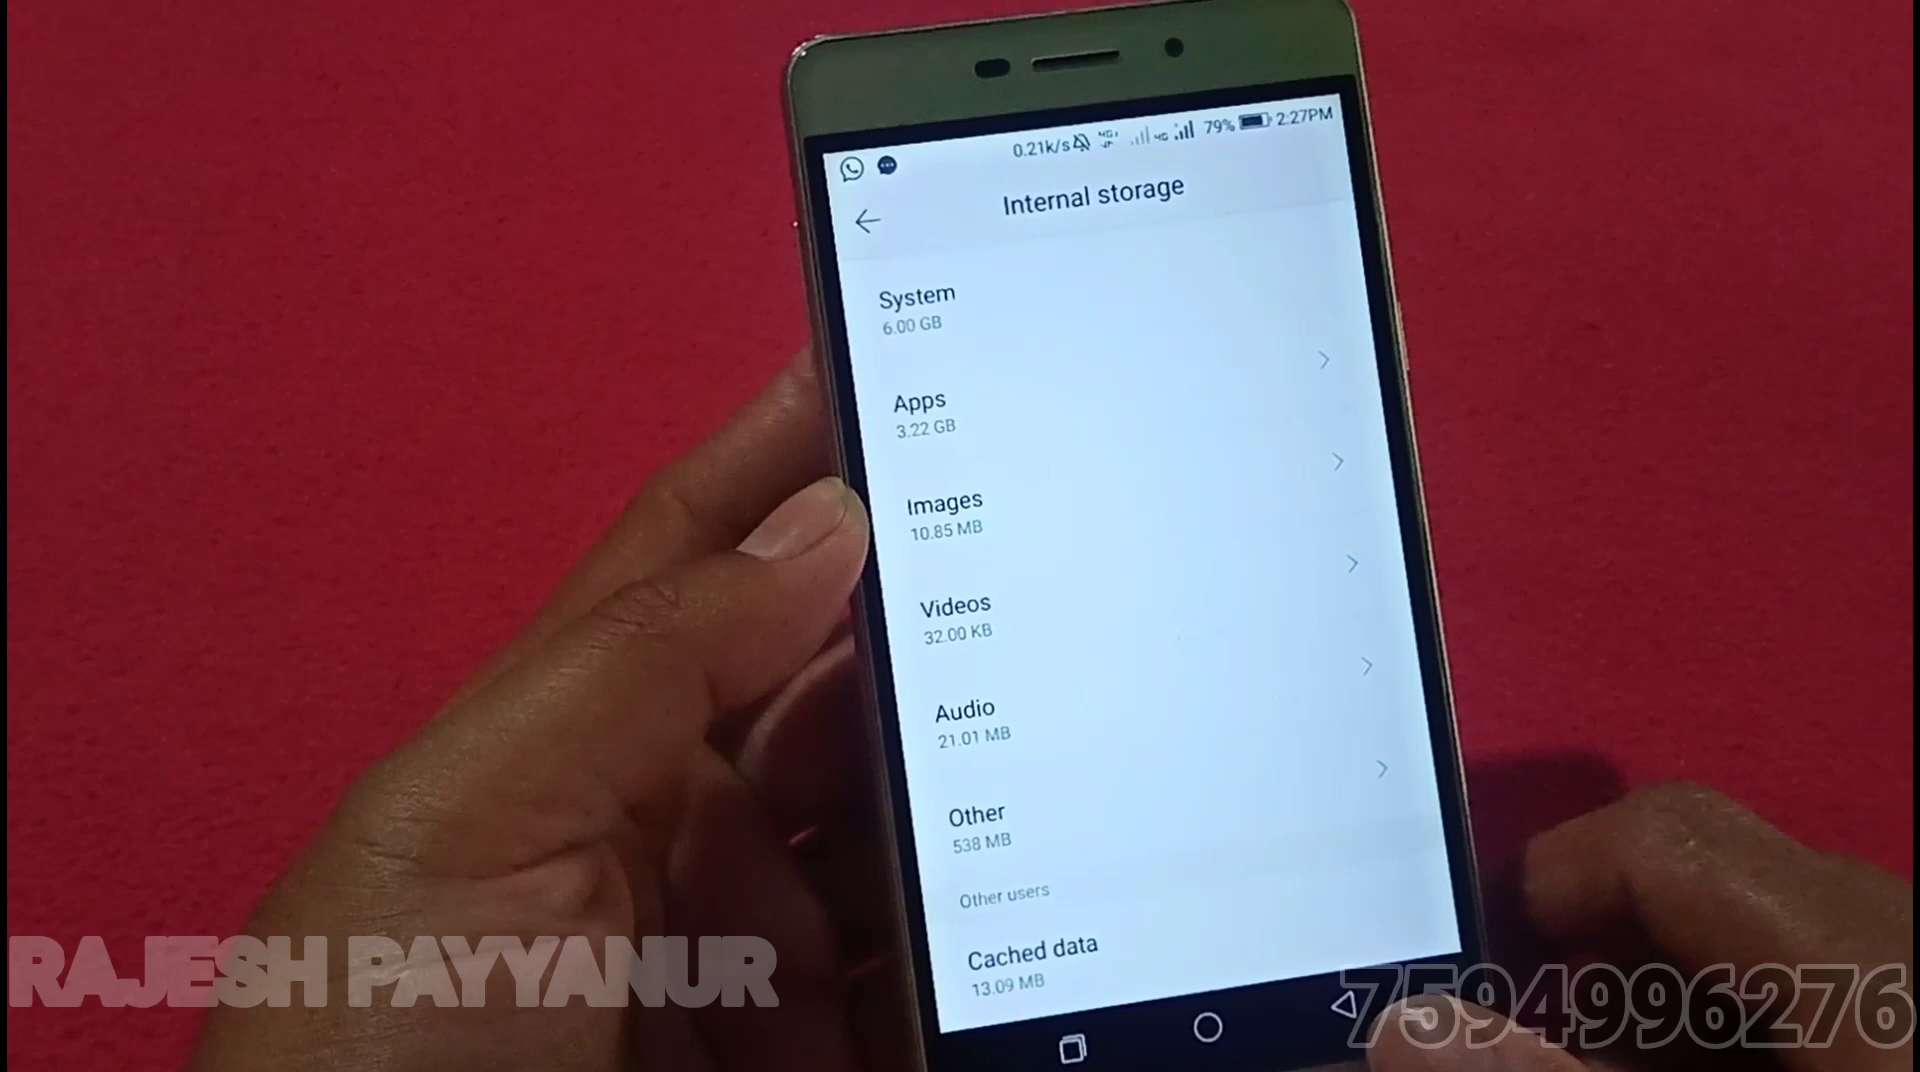 0.21k/s 4G 79% 2:27PM
Internal storage
System
6.00 GB
Apps
3.22 GB
Images
10.85 MB
Videos
32.00 KB
Audio
21.01 MB
Other
538 MB
Other users
Cached data
13.09 MB
RAJESH PAYYANUR
7594996276